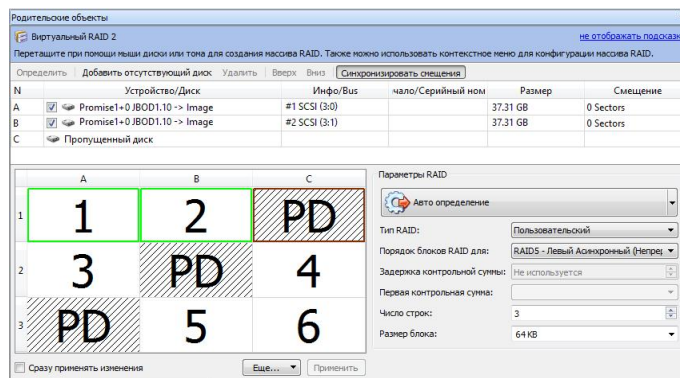 Родительские объекты
Виртуальный RAID 2
не отображать подсказк
Перетащите при помощи мыши диски или тома для создания массива RAID. Также можно использовать контекстное меню для конфигурации массива RAID.
Определить Добавить отсутствующий диск Удалить Вверх Вниз Синхронизировать смещения
N Устройство/Диск Инфо/Bus чало/Серийный ном Размер Смещение
A Promise1+0 JBOD1.10 -> Image #1 SCSI (3:0) 37.31 GB 0 Sectors
B Promise1+0 JBOD1.10 -> Image #2 SCSI (3:1) 37.31 GB 0 Sectors
C Пропущенный диск
A B C
1 1 2 PD
2 3 PD 4
3 PD 5 6
Параметры RAID
Авто определение
Тип RAID: Пользовательский
Порядок блоков RAID для: RAID5 - Левый Асинхронный (Непрер
Задержка контрольной суммы: Не используется
Первая контрольная сумма:
Число строк: 3
Размер блока: 64 KB
Сразу применять изменения Еще... Применить